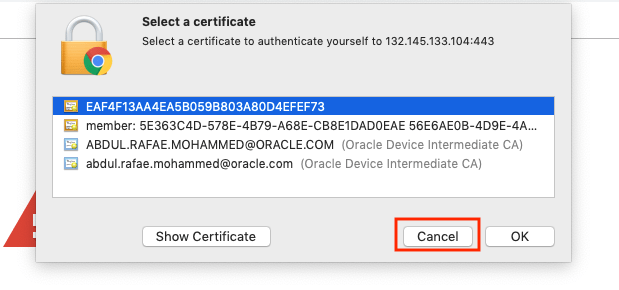 Select a certificate
Select a certificate to authenticate yourself to 132.145.133.104:443
EAF4F13AA4EA5B059B803A80D4EFEF73
member: 5E363C4D-578E-4B79-A68E-CB8E1DAD0EAE 56E6AE0B-4D9E-4A...
ABDUL.RAFAE.MOHAMMED@ORACLE.COM (Oracle Device Intermediate CA)
abdul.rafae.mohammed@oracle.com (Oracle Device Intermediate CA)
Show Certificate Cancel OK